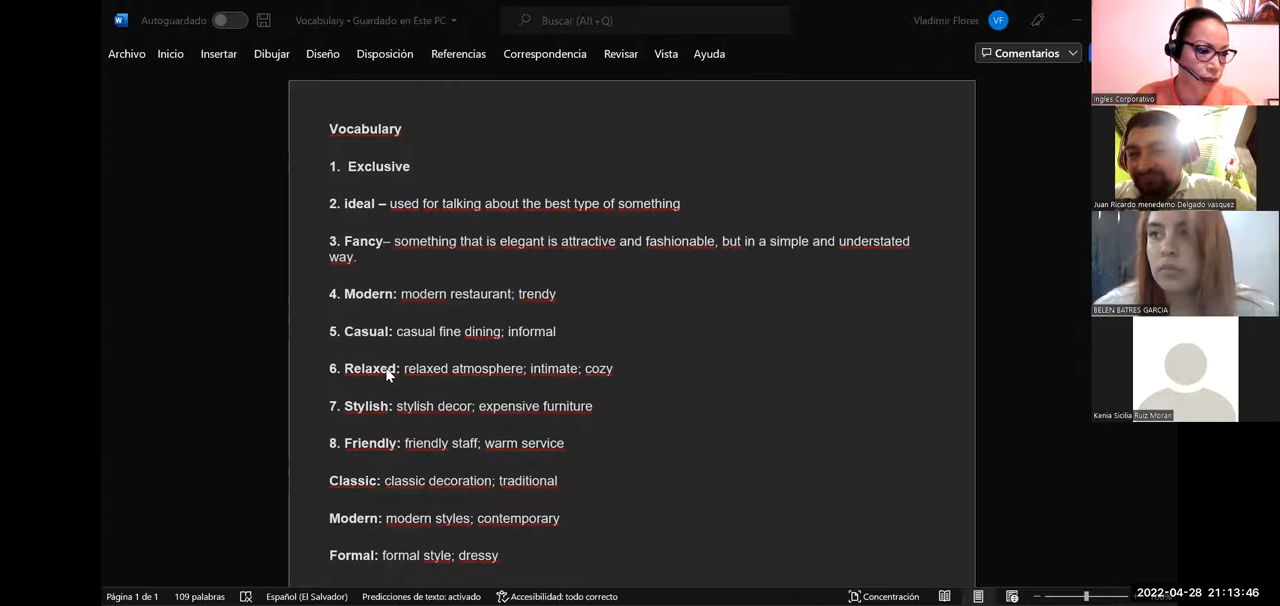 Autoguardado
Vocabulary • Guardado en Este PC
Buscar (Alt+Q)
Vladimir Flores
VF
Archivo Inicio Insertar Dibujar Diseño Disposición Referencias Correspondencia Revisar Vista Ayuda
Comentarios
Vocabulary
1. Exclusive
2. ideal – used for talking about the best type of something
3. Fancy– something that is elegant is attractive and fashionable, but in a simple and understated
way.
4. Modern: modern restaurant; trendy
5. Casual: casual fine dining; informal
6. Relaxed: relaxed atmosphere; intimate; cozy
7. Stylish: stylish decor; expensive furniture
8. Friendly: friendly staff; warm service
Classic: classic decoration; traditional
Modern: modern styles; contemporary
Formal: formal style; dressy
Ingles Corporativo
Juan Ricardo menedemo Delgado vasquez
BELEN BATRES GARCIA
Kenia Sicilia Ruiz Moran
Página 1 de 1 109 palabras Español (El Salvador) Predicciones de texto: activado Accesibilidad: todo correcto Concentración
2022-04-28 21:13:46